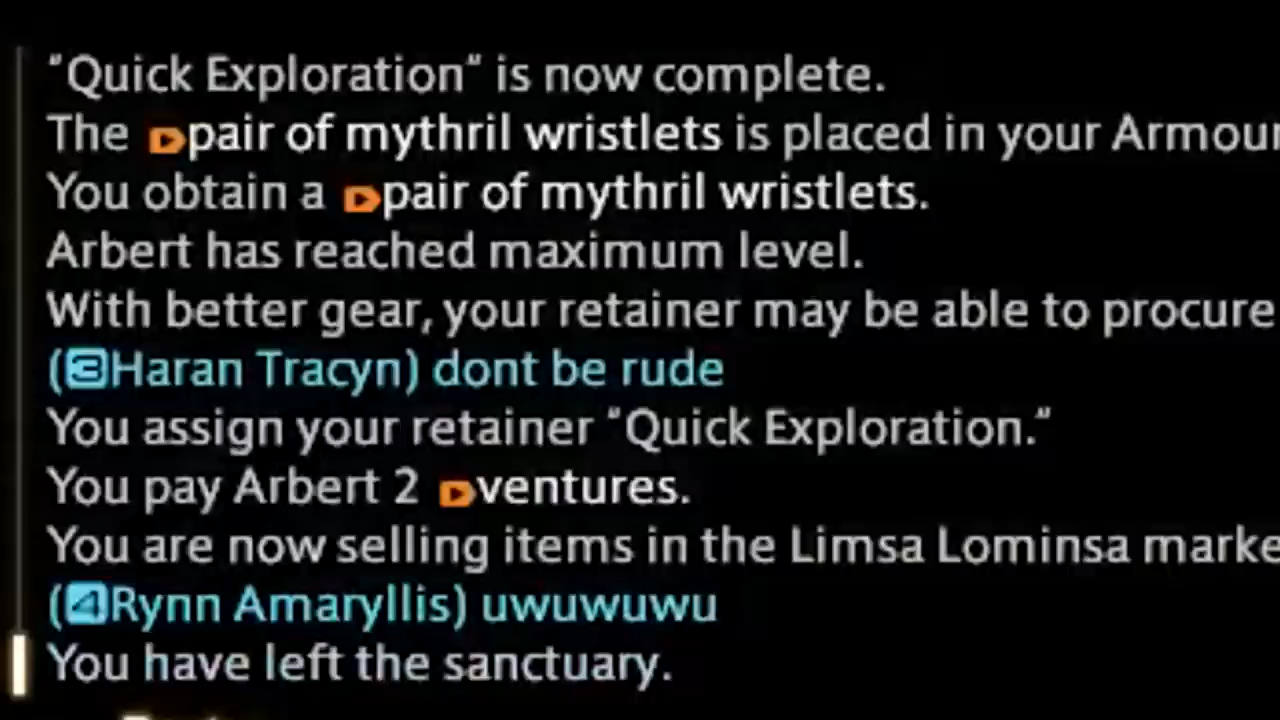 "Quick Exploration" is now complete.
The pair of mythril wristlets is placed in your Armour
You obtain a pair of mythril wristlets.
Arbert has reached maximum level.
With better gear, your retainer may be able to procure
(3Haran Tracyn) dont be rude
You assign your retainer "Quick Exploration."
You pay Arbert 2 ventures.
You are now selling items in the Limsa Lominsa marke
(4Rynn Amaryllis) uwuwuwu
You have left the sanctuary.